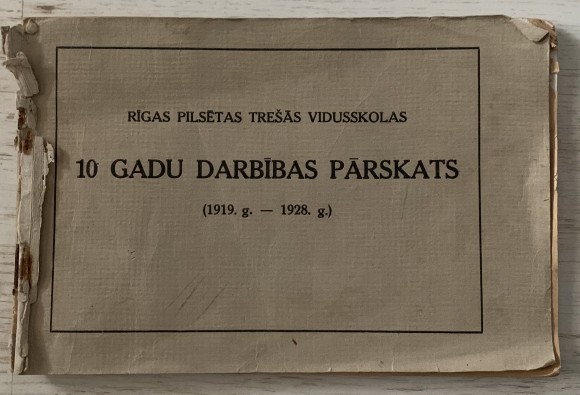 RĪGAS PILSĒTAS TREŠĀS VIDUSSKOLAS
10 GADU DARBĪBAS PĀRSKATS
(1919. g. — 1928. g.)